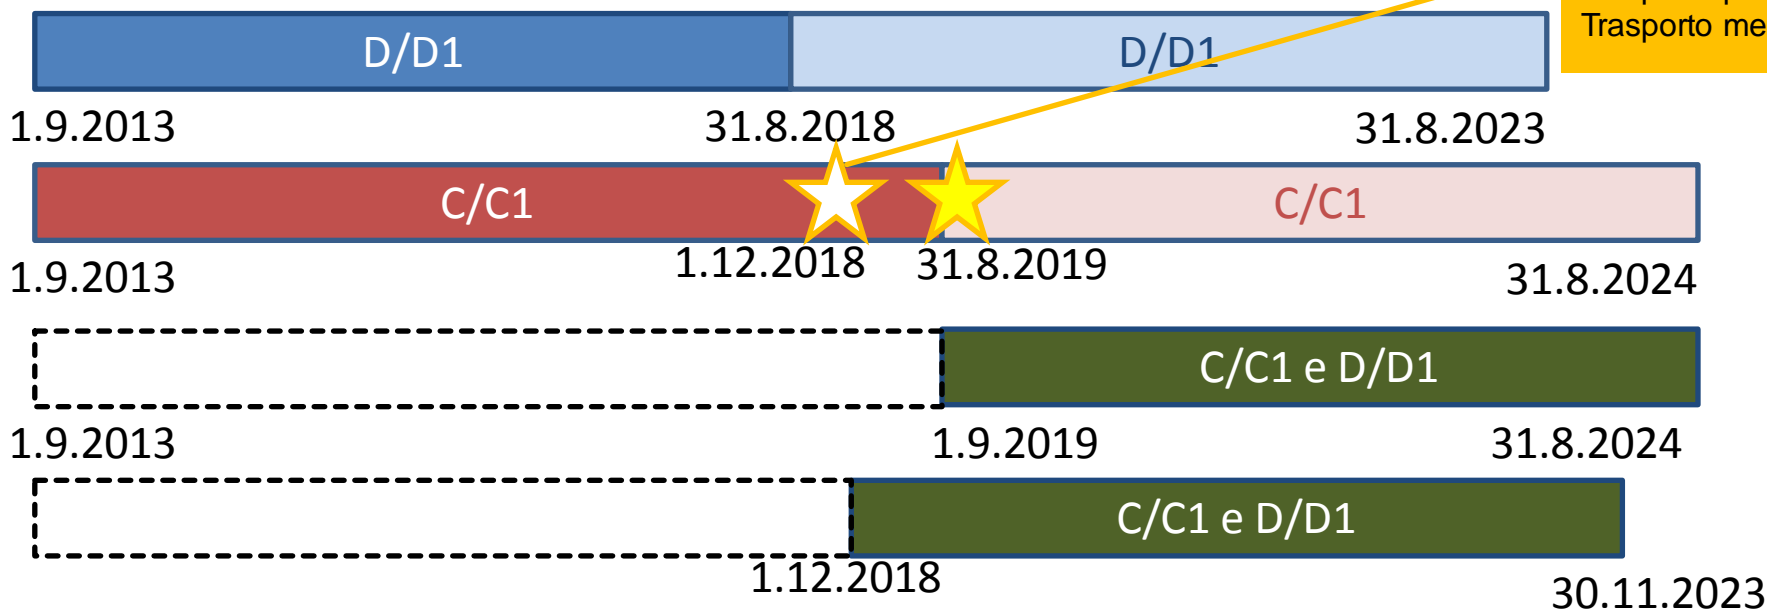 Trasporto
D/D1 D/D1
1.9.2013 31.8.2018 31.8.2023
C/C1 C/C1
1.9.2013 1.12.2018 31.8.2019 31.8.2024
C/C1 e D/D1
1.9.2013 1.9.2019 31.8.2024
C/C1 e D/D1
1.12.2018 30.11.2023